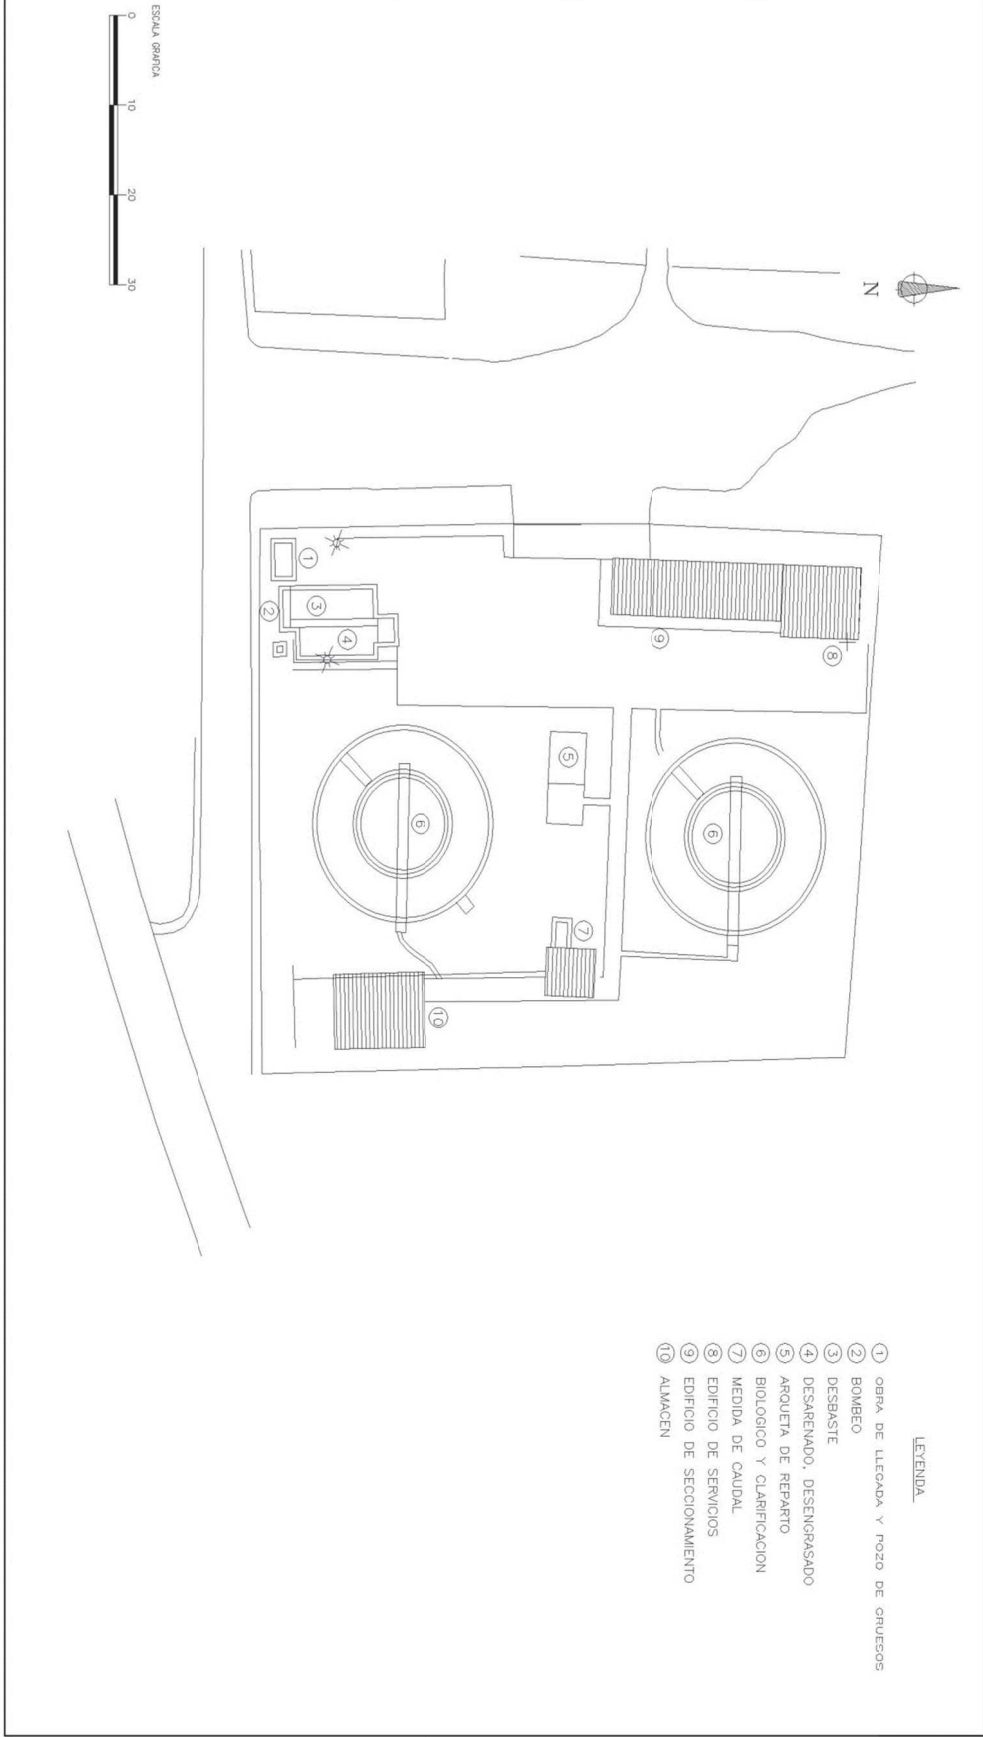 ESCALA GRAFICA
0
10
20
30
N
1
2
3
4
5
6
6
7
8
9
10
LEYENDA
1 OBRA DE LLEGADA Y POZO DE GRUESOS
2 BOMBEO
3 DESBASTE
4 DESARENADO, DESENGRASADO
5 ARQUETA DE REPARTO
6 BIOLOGICO Y CLARIFICACION
7 MEDIDA DE CAUDAL
8 EDIFICIO DE SERVICIOS
9 EDIFICIO DE SECCIONAMIENTO
10 ALMACEN